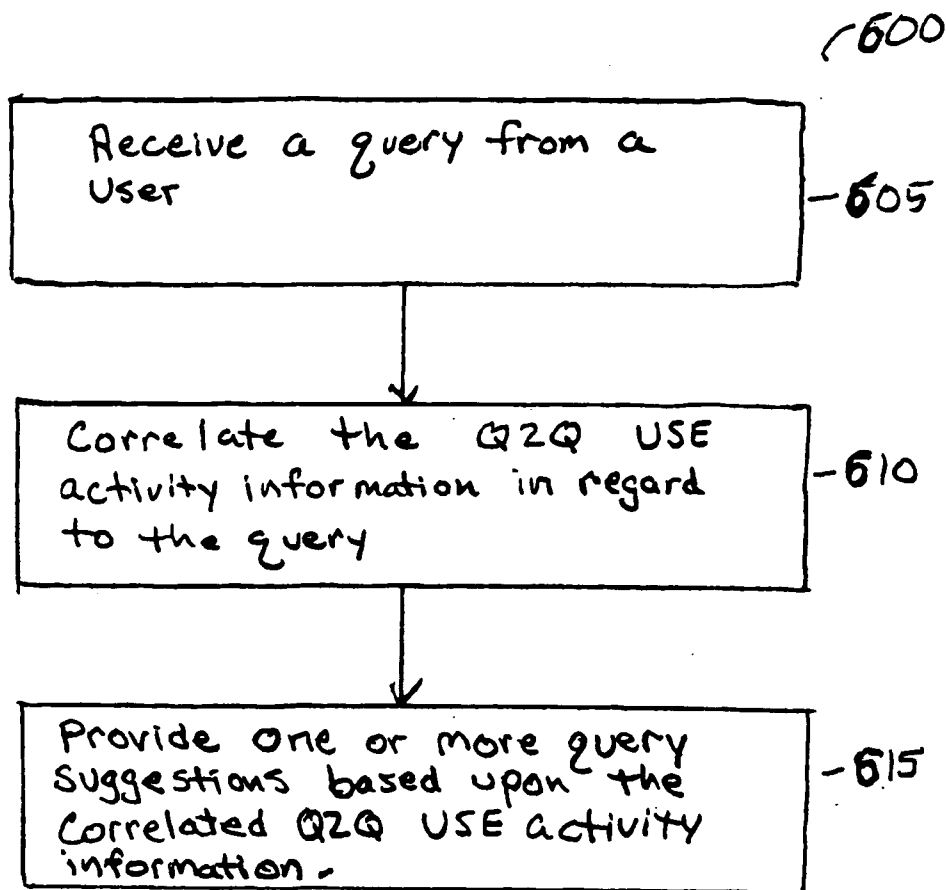 600
Receive a query from a
user
605
Correlate the Q2Q USE
activity information in regard
to the query
610
Provide one or more query
suggestions based upon the
Correlated Q2Q USE activity
information.
615